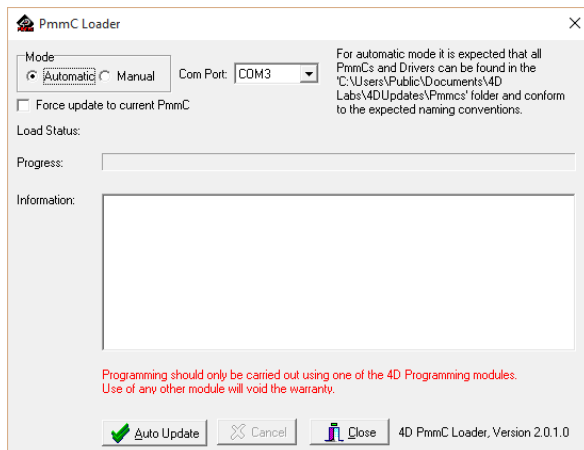 PmmC Loader
Mode
Automatic Manual Com Port: COM3
For automatic mode it is expected that all
PmmCs and Drivers can be found in the
'C:\Users\Public\Documents\4D
Labs\4DUpdates\Pmmcs' folder and conform
to the expected naming conventions.
Force update to current PmmC
Load Status:
Progress:
Information:
Programming should only be carried out using one of the 4D Programming modules.
Use of any other module will void the warranty.
Auto Update Cancel Close 4D PmmC Loader, Version 2.0.1.0